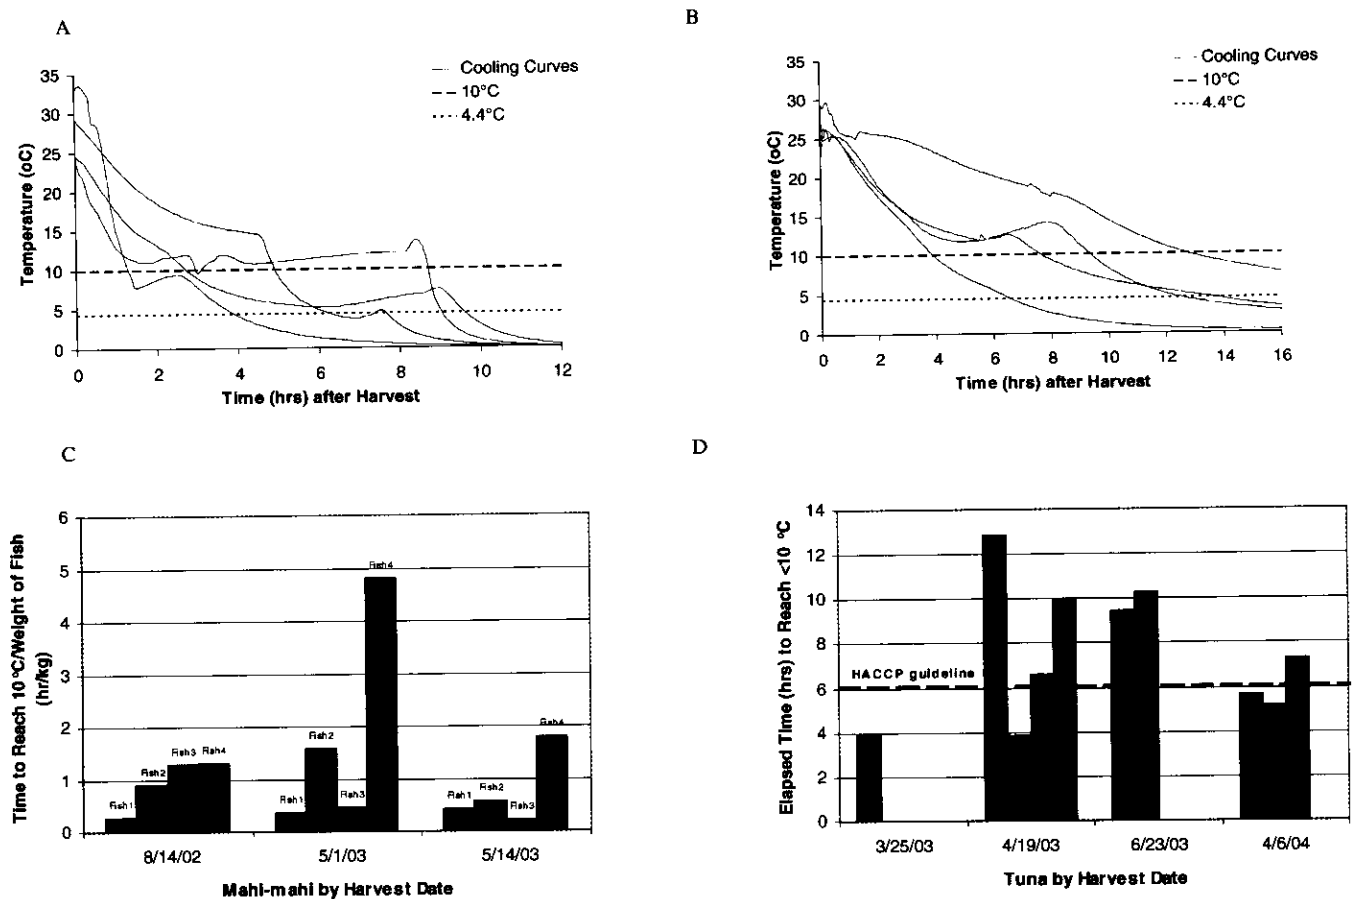 A
Cooling Curves
10°C
4.4°C
35
30
25
20
15
10
5
0
Temperature (oC)
0 2 4 6 8 10 12
Time (hrs) after Harvest
B
Cooling Curves
10°C
4.4°C
35
30
25
20
15
10
5
0
Temperature (oC)
0 2 4 6 8 10 12 14 16
Time (hrs) after Harvest
C
Time to Reach 10 ºC/Weight of Fish
(hr/kg)
6
5
4
3
2
1
0
Fish1 Fish2 Fish3 Fish4
Fish1 Fish2 Fish3 Fish4
Fish1 Fish2 Fish3 Fish4
8/14/02 5/1/03 5/14/03
Mahi-mahi by Harvest Date
D
Elapsed Time (hrs) to Reach <10 ºC
14
12
10
8
6
4
2
0
HACCP guideline
3/25/03 4/19/03 6/23/03 4/6/04
Tuna by Harvest Date